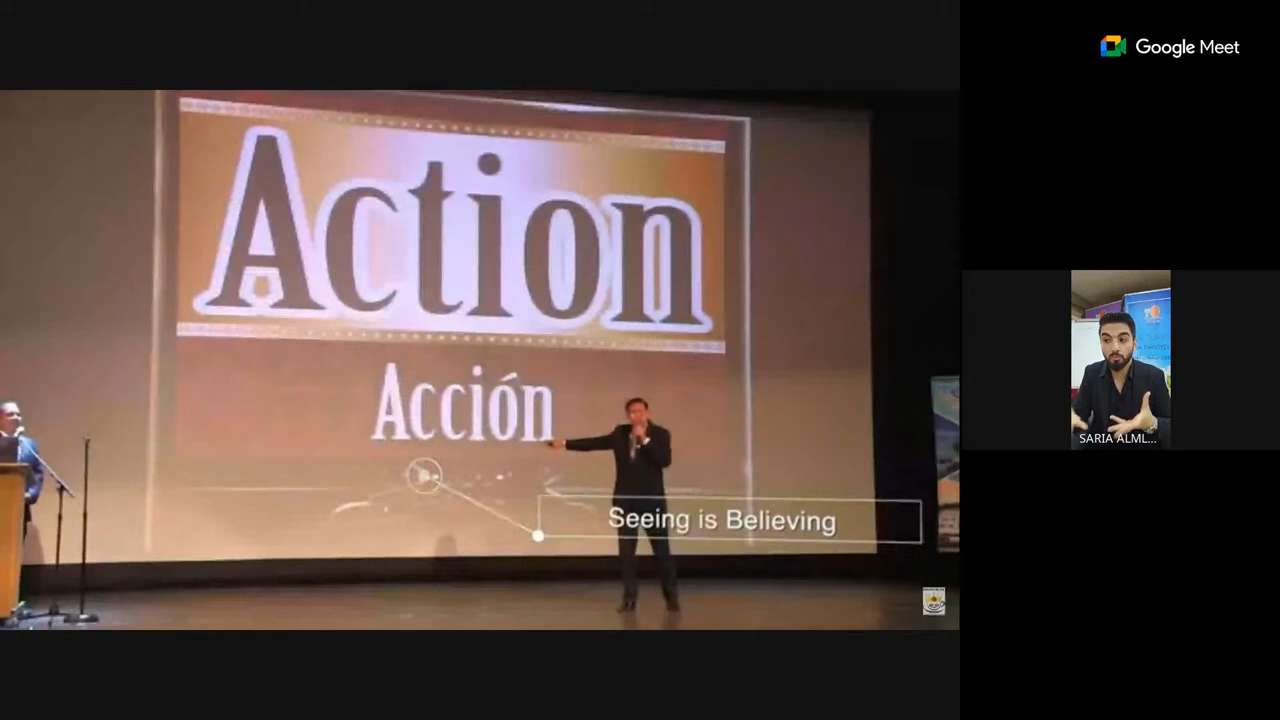 Google Meet
Action
Acción
Seeing is Believing
SARIA ALML...